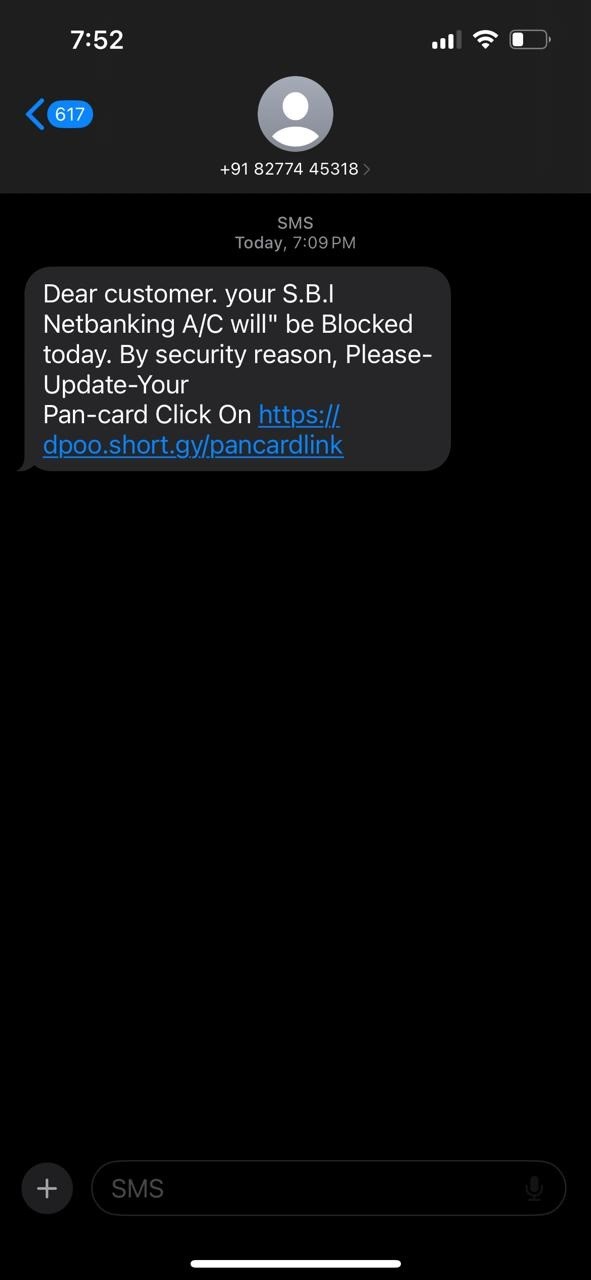 7:52
617
+91 82774 45318
SMS
Today, 7:09 PM
Dear customer. your S.B.I
Netbanking A/C will" be Blocked
today. By security reason, Please-
Update-Your
Pan-card Click On https://
dpoo.short.gy/pancardlink
SMS